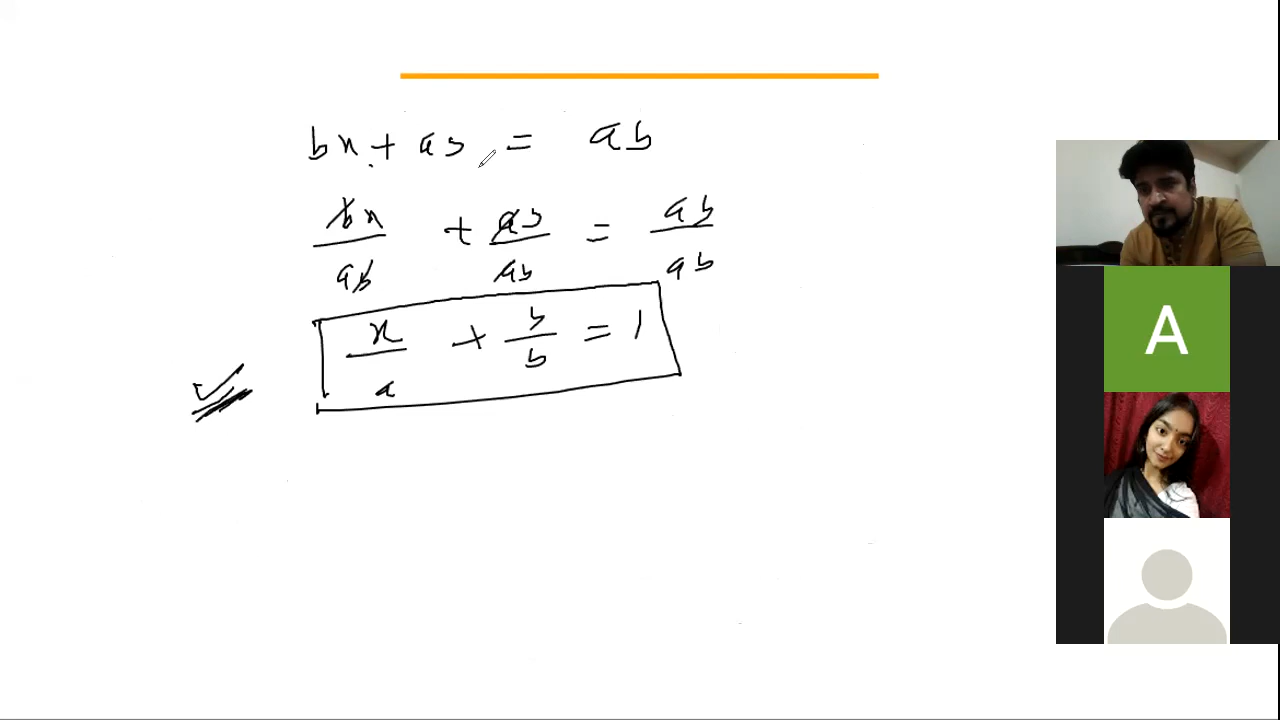 bx + ay = ab
bx/ab + ay/ab = ab/ab
x/a + y/b = 1
A